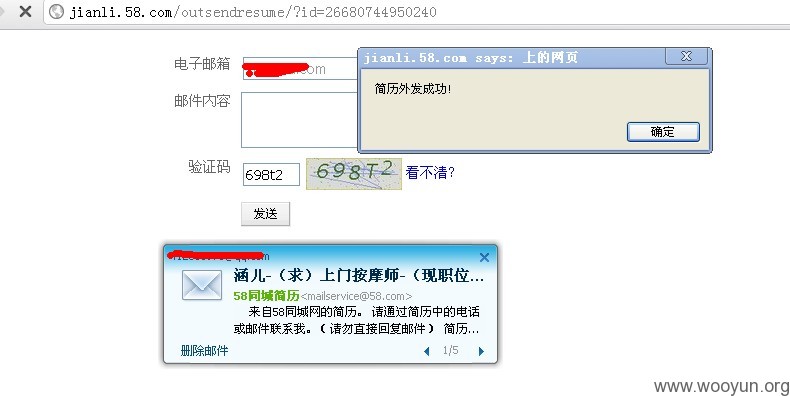 jianli.58.com/outsendresume/?id=26680744950240
jianli.58.com says: 上的网页
简历外发成功!
确定
电子邮箱
.com
邮件内容
验证码
698t2
698T2
看不清?
发送
涵儿-（求）上门按摩师-（现职位...
58同城简历<mailservice@58.com>
来自58同城网的简历。请通过简历中的电话
或邮件联系我。( 请勿直接回复邮件 ) 简历...
删除邮件
1/5
www.wooyun.org